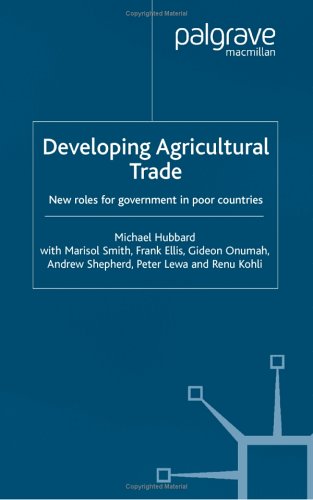 palgrave
macmillan
Developing Agricultural
Trade
New roles for government in poor countries
Michael Hubbard
with Marisol Smith, Frank Ellis, Gideon Onumah,
Andrew Shepherd, Peter Lewa and Renu Kohli
Copyrighted Material
Copyrighted Material